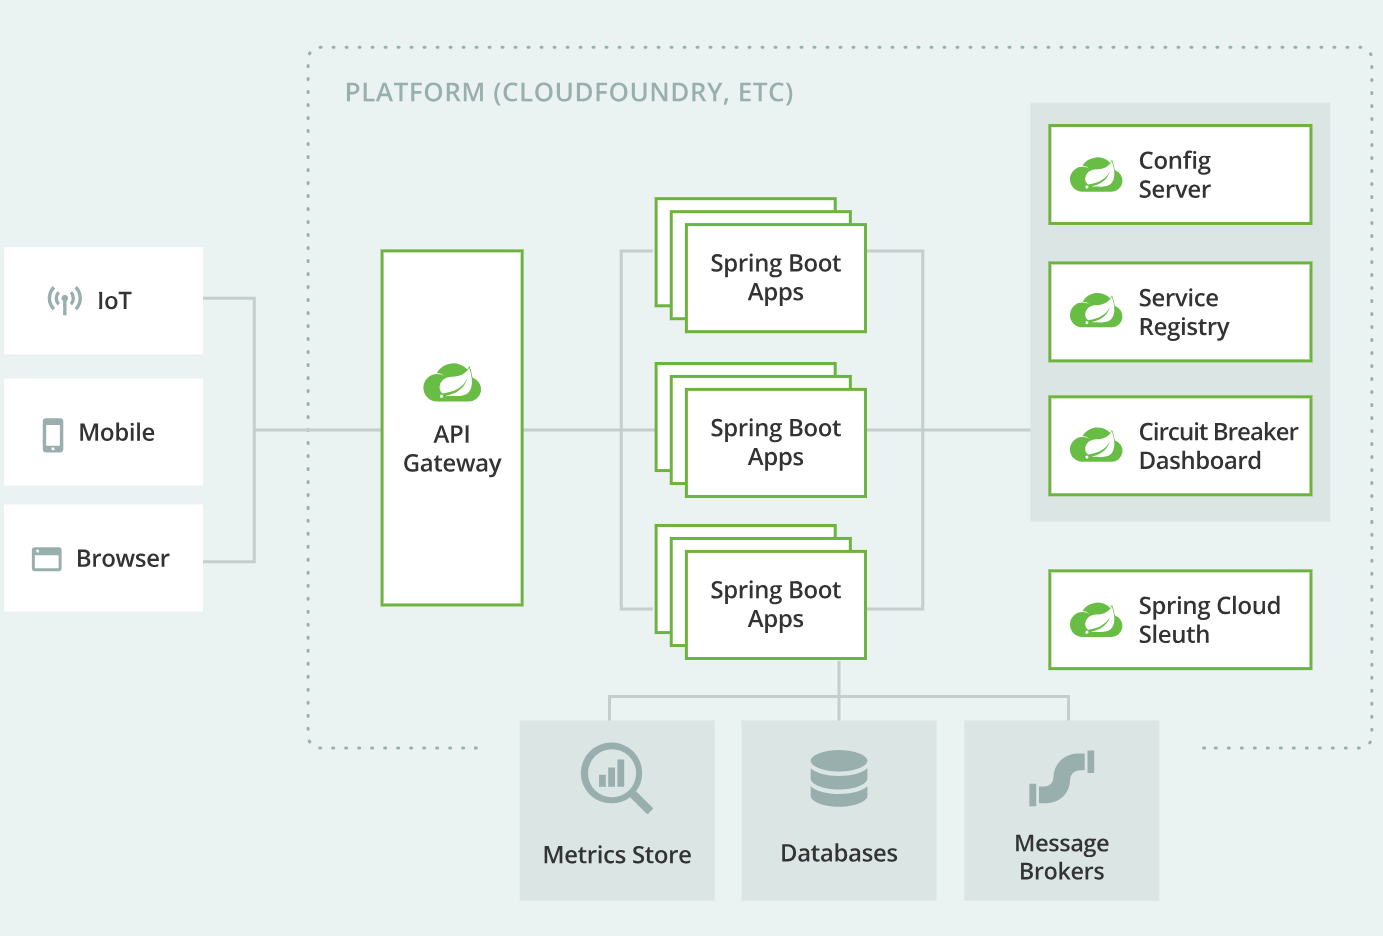 PLATFORM (CLOUDFOUNDRY, ETC)
IoT
Mobile
Browser
API
Gateway
Spring Boot
Apps
Spring Boot
Apps
Spring Boot
Apps
Config
Server
Service
Registry
Circuit Breaker
Dashboard
Spring Cloud
Sleuth
Metrics Store
Databases
Message
Brokers